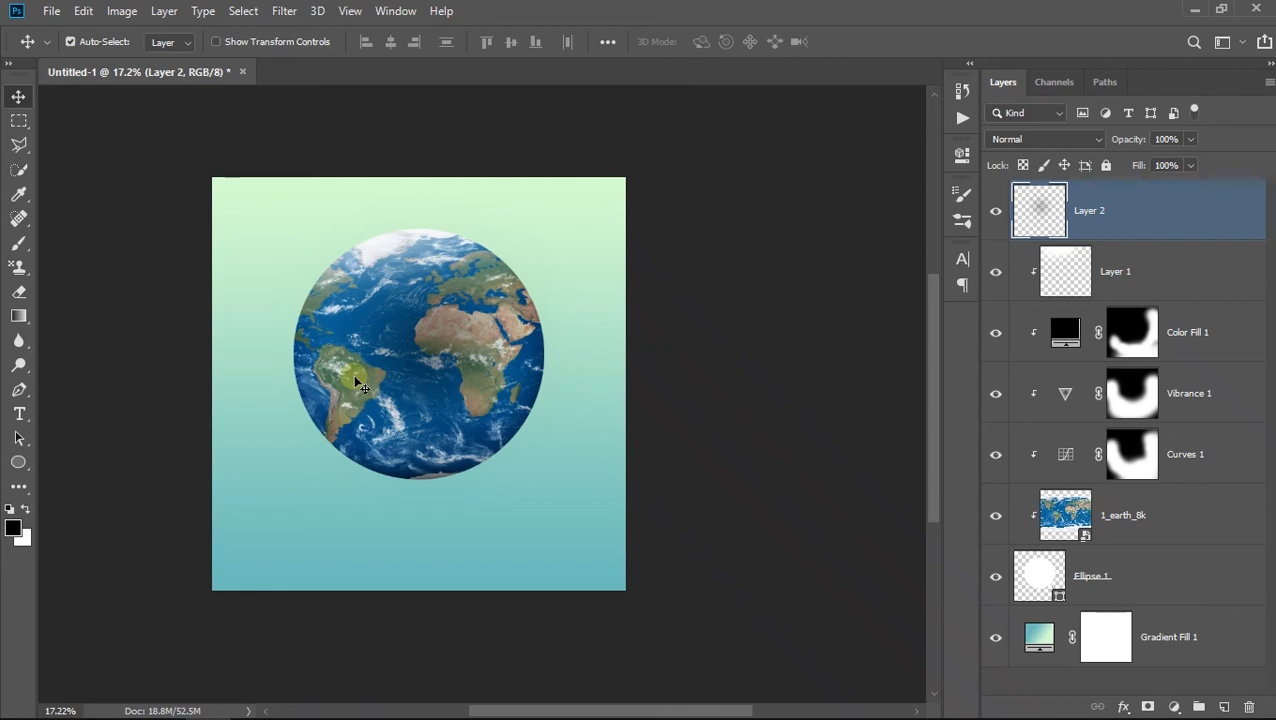 Ps File Edit Image Layer Type Select Filter 3D View Window Help
Auto-Select: Layer Show Transform Controls 3D Mode:
Untitled-1 @ 17.2% (Layer 2, RGB/8) *
Layers Channels Paths
Kind
Normal Opacity: 100%
Lock: Fill: 100%
Layer 2
Layer 1
Color Fill 1
Vibrance 1
Curves 1
1_earth_8k
Ellipse 1
Gradient Fill 1
17.22% Doc: 18.8M/52.5M